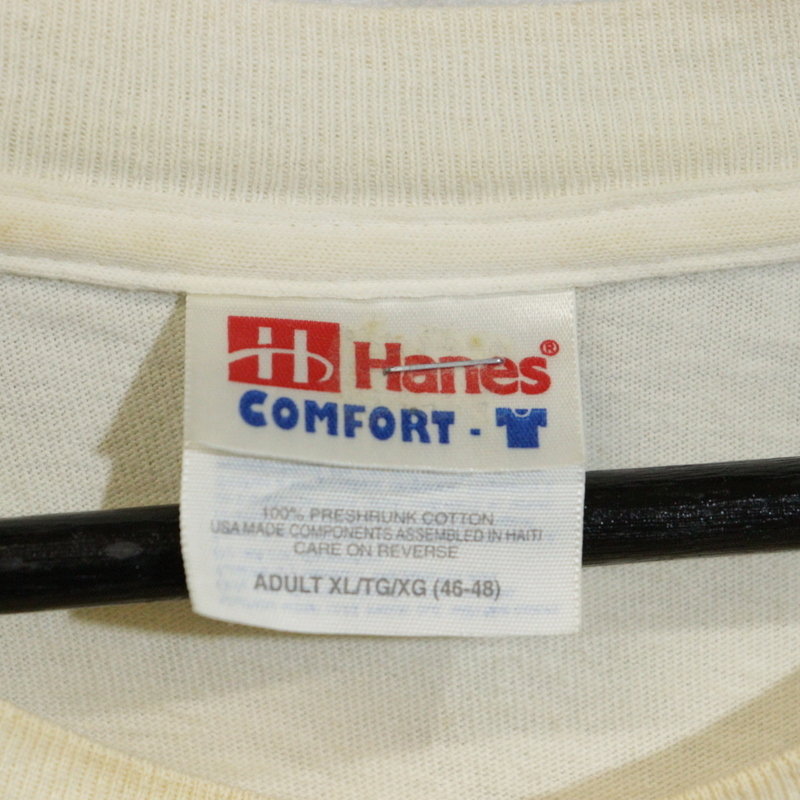 H Hanes®
COMFORT -
100% PRESHRUNK COTTON
USA MADE COMPONENTS ASSEMBLED IN HAITI
CARE ON REVERSE
ADULT XL/TG/XG (46-48)